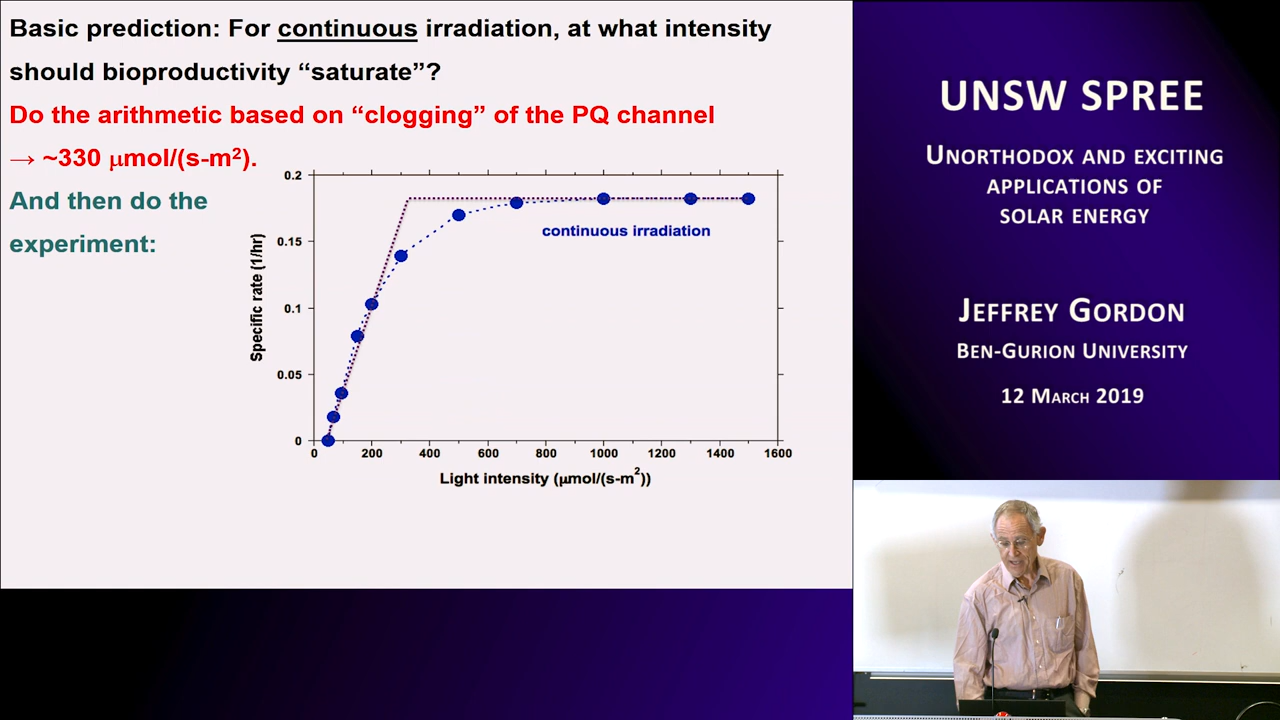 Basic prediction: For continuous irradiation, at what intensity
should bioproductivity “saturate”?
Do the arithmetic based on “clogging” of the PQ channel
→ ~330 μmol/(s-m²).
And then do the
experiment:
0.2
0.15
0.1
0.05
0
Specific rate (1/hr)
continuous irradiation
0 200 400 600 800 1000 1200 1400 1600
Light intensity (μmol/(s-m²))
UNSW SPREE
UNORTHODOX AND EXCITING
APPLICATIONS OF
SOLAR ENERGY
JEFFREY GORDON
BEN-GURION UNIVERSITY
12 MARCH 2019